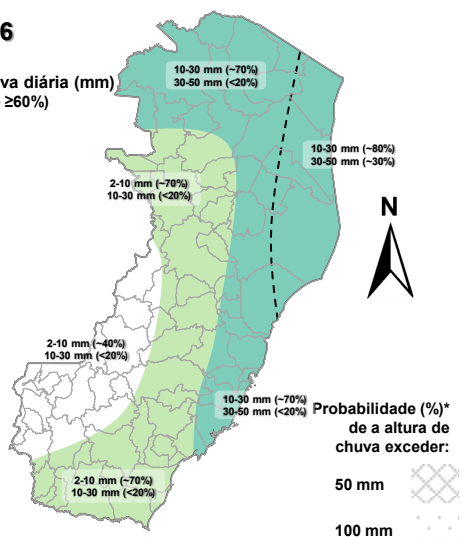 6
va diária (mm)
≥60%)
10-30 mm (~70%)
30-50 mm (<20%)
10-30 mm (~80%)
30-50 mm (~30%)
2-10 mm (~70%)
10-30 mm (<20%)
N
2-10 mm (~40%)
10-30 mm (<20%)
10-30 mm (~70%)
30-50 mm (<20%)
Probabilidade (%)*
de a altura de
chuva exceder:
2-10 mm (~70%)
10-30 mm (<20%)
50 mm
100 mm